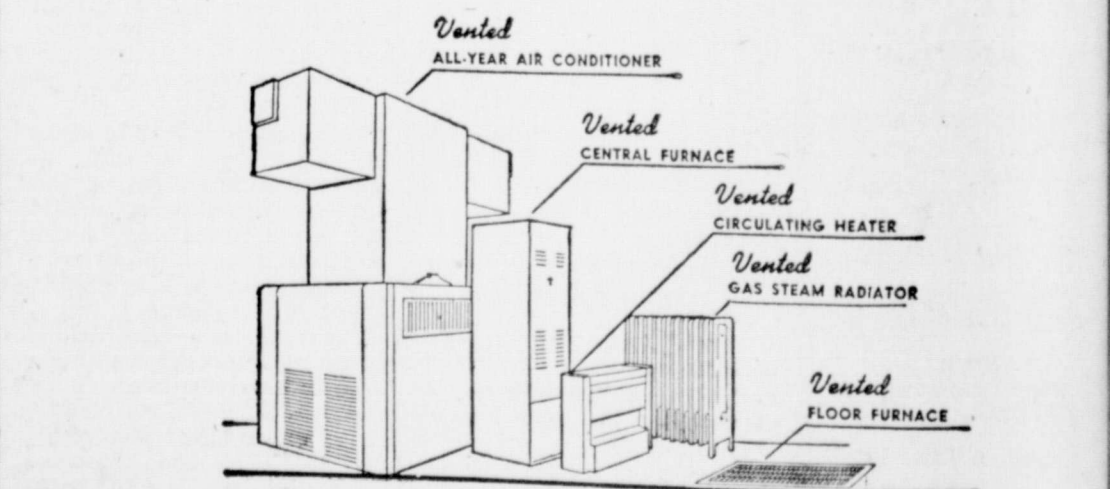 Vented
ALL-YEAR AIR CONDITIONER
Vented
CENTRAL FURNACE
Vented
CIRCULATING HEATER
Vented
GAS STEAM RADIATOR
Vented
FLOOR FURNACE